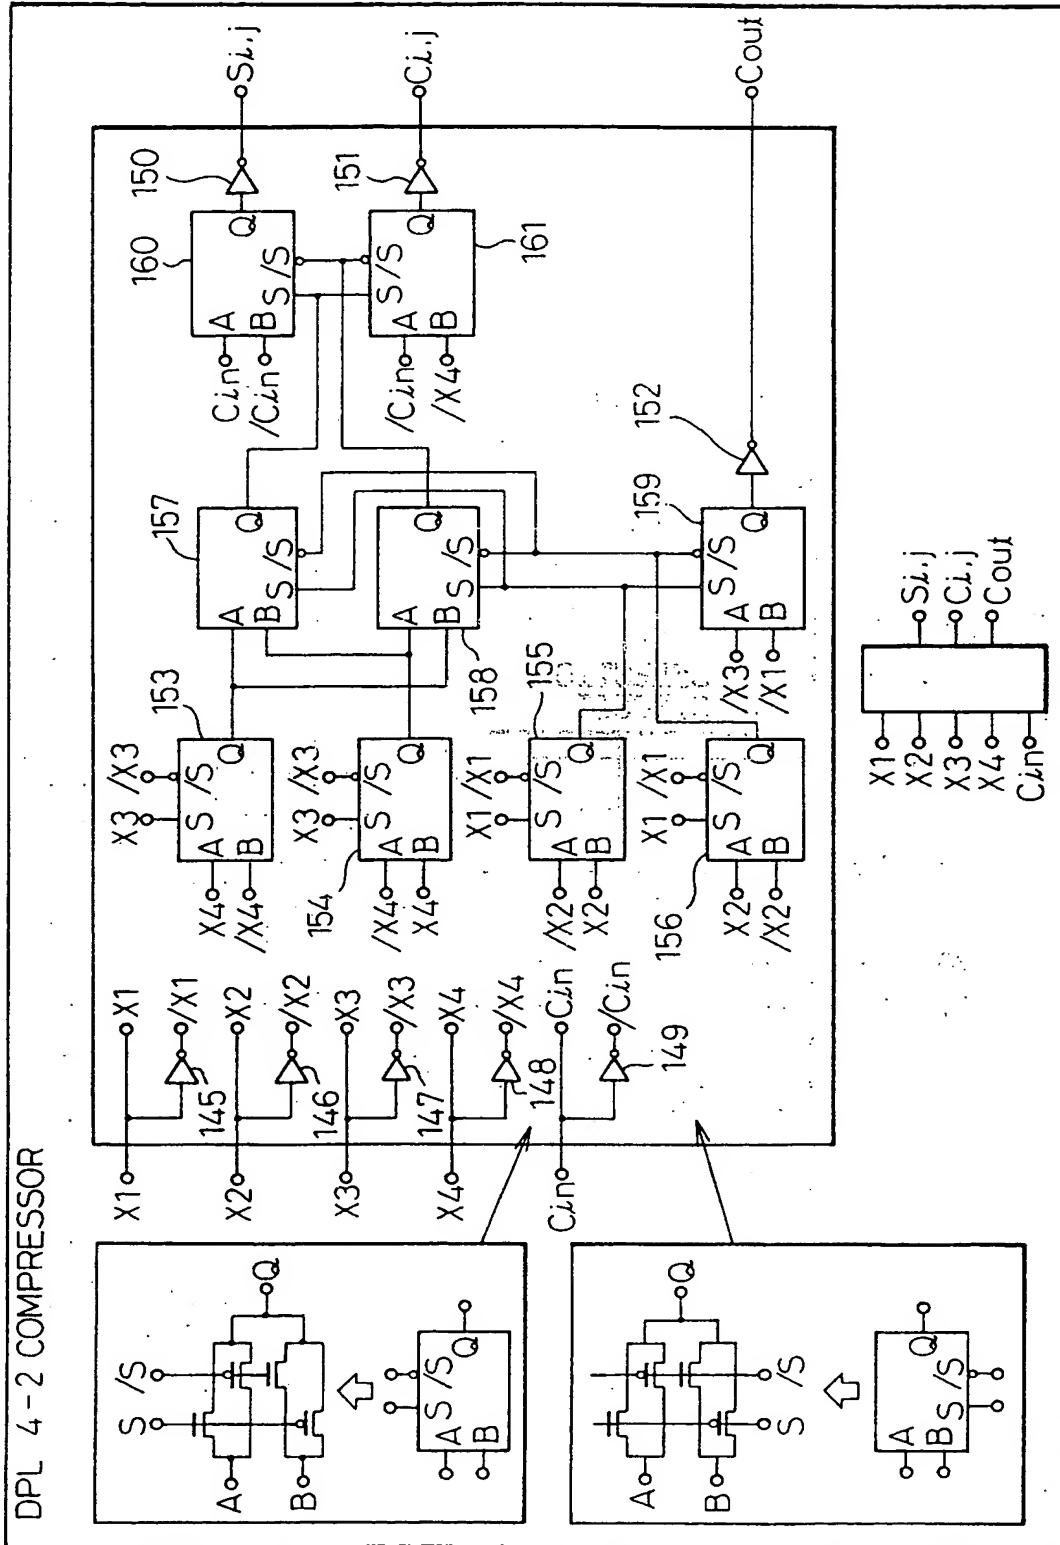 DPL 4-2 COMPRESSOR
X1 X1
145 /X1
X2 X2
146 /X2
X3 X3
147 /X3
X4 X4
148 /X4
Cin Cin
149 /Cin
X3 /X3
153
X4 A S /S
/X4 B Q
X3 /X3
154
/X4 A S /S
X4 B Q
X1 /X1
155
/X2 A S /S
X2 B Q
X1 /X1
156
X2 A S /S
/X2 B Q
157
A Q
B S /S
158
A Q
B S /S
159
/X3 A S /S
/X1 B Q
152
Cout
160
Cin A Q
/Cin B S /S
150
Si,j
161
/Cin A S /S
/X4 B Q
151
Ci,j
S /S
A
B
Q
S /S
A
B Q
A
B
Q
S /S
A Q
B S /S
X1
X2
X3
X4
Cin
Si,j
Ci,j
Cout